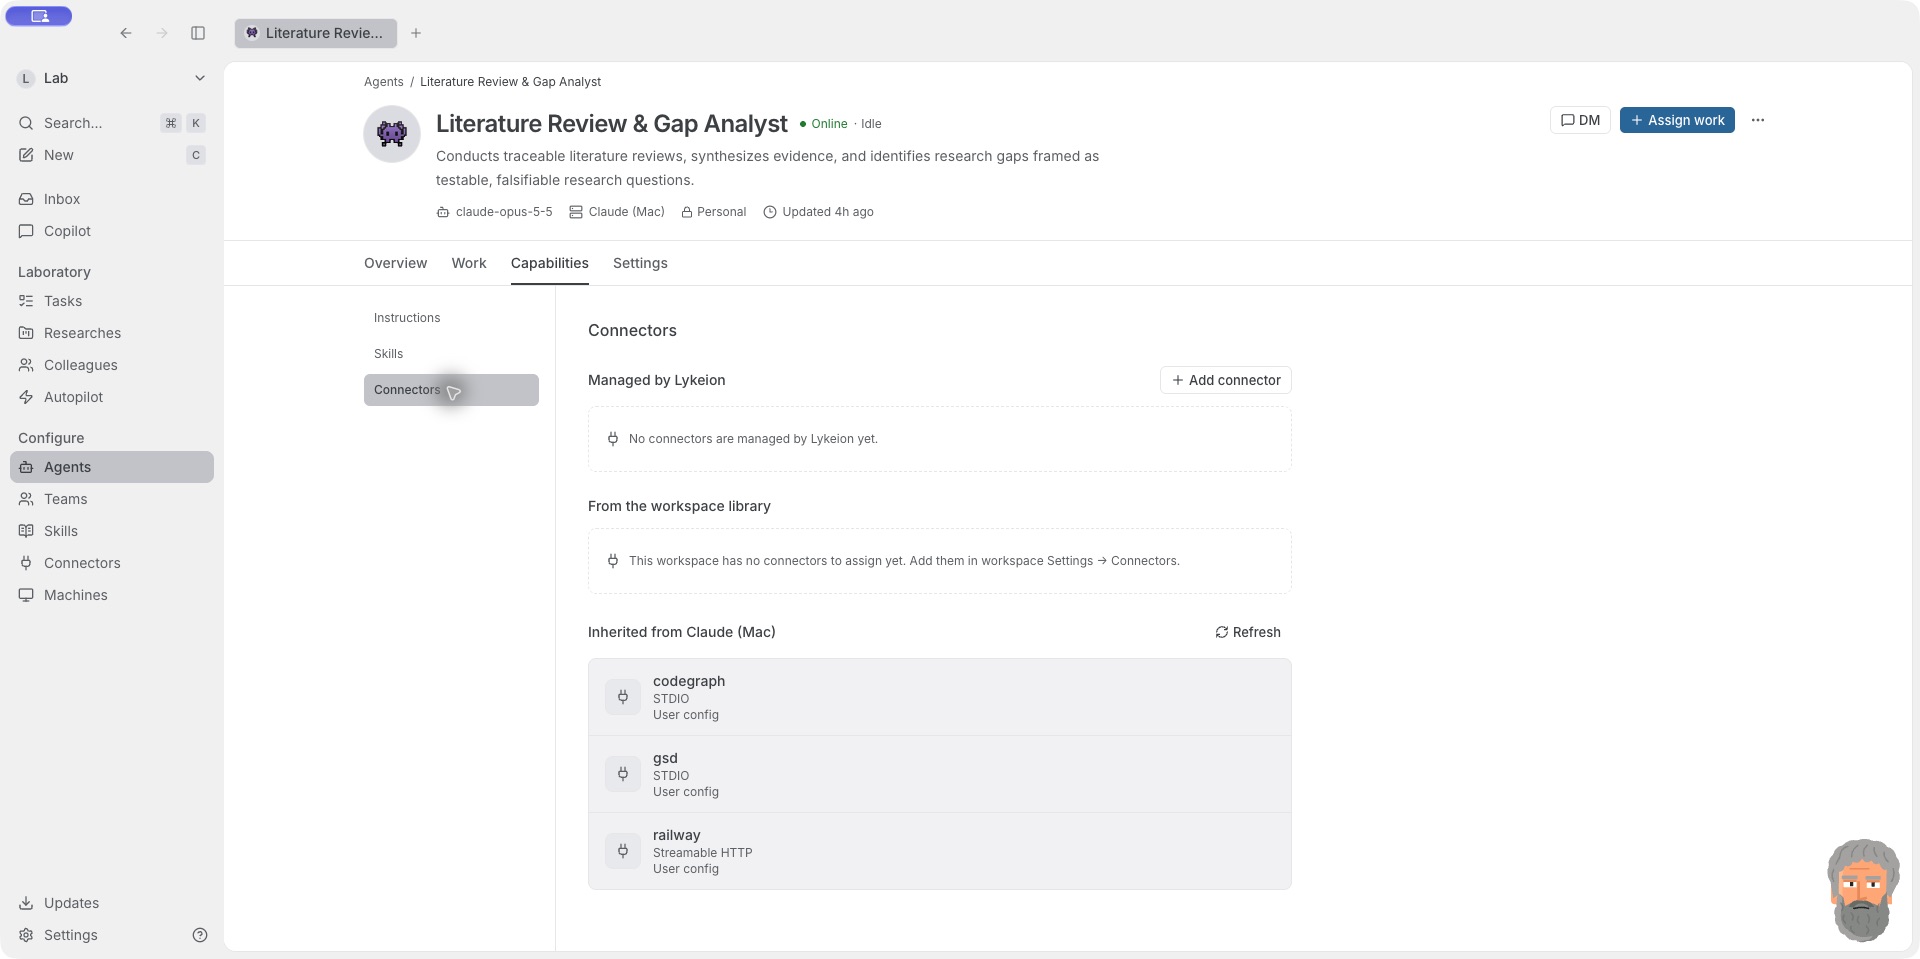 Literature Revie...
L Lab
Search... ⌘ K
New C
Inbox
Copilot
Laboratory
Tasks
Researches
Colleagues
Autopilot
Configure
Agents
Teams
Skills
Connectors
Machines
Updates
Settings
Agents / Literature Review & Gap Analyst
Literature Review & Gap Analyst
Online · Idle
DM
Assign work
Conducts traceable literature reviews, synthesizes evidence, and identifies research gaps framed as
testable, falsifiable research questions.
claude-opus-5-5 Claude (Mac) Personal Updated 4h ago
Overview Work Capabilities Settings
Instructions
Skills
Connectors
Connectors
Managed by Lykeion
Add connector
No connectors are managed by Lykeion yet.
From the workspace library
This workspace has no connectors to assign yet. Add them in workspace Settings → Connectors.
Inherited from Claude (Mac)
Refresh
codegraph
STDIO
User config
gsd
STDIO
User config
railway
Streamable HTTP
User config